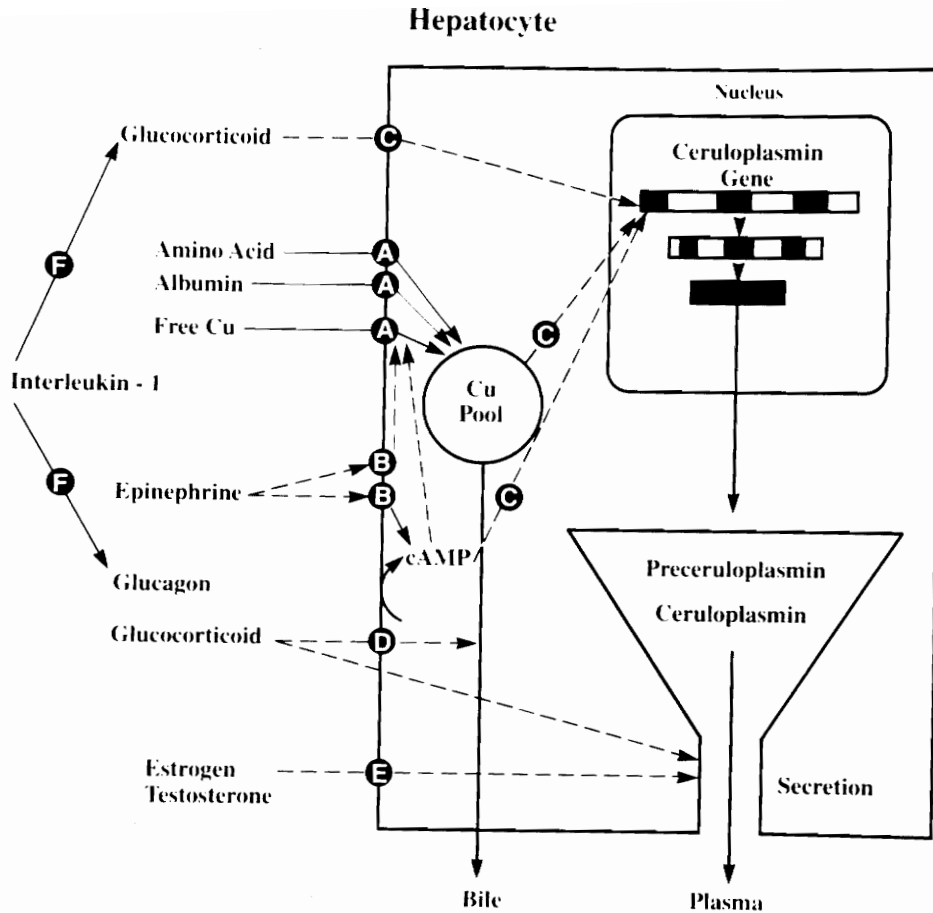 Hepatocyte
Nucleus
Glucocorticoid
C
Ceruloplasmin
Gene
F
Amino Acid
A
Albumin
A
Free Cu
A
C
Interleukin - 1
Cu
Pool
B
F
Epinephrine
B
C
cAMP
Glucagon
Preceruloplasmin
Ceruloplasmin
Glucocorticoid
D
Estrogen
Testosterone
E
Secretion
Bile
Plasma